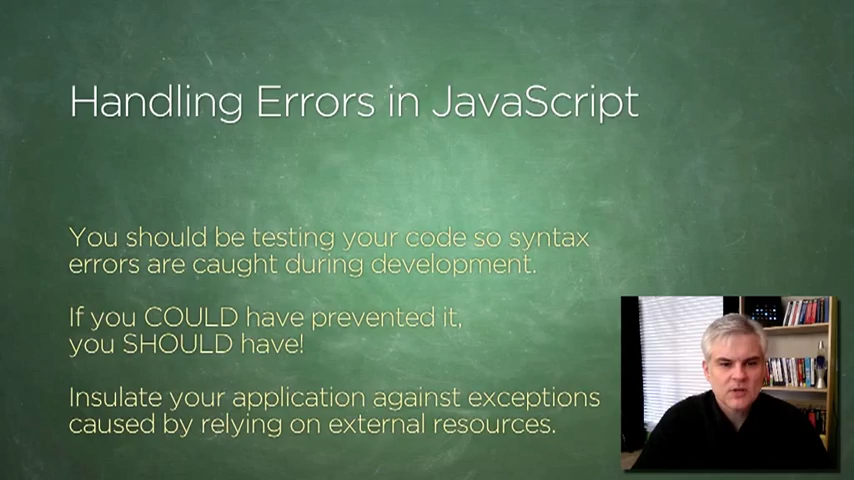 Handling Errors in JavaScript
You should be testing your code so syntax
errors are caught during development.
If you COULD have prevented it,
you SHOULD have!
Insulate your application against exceptions
caused by relying on external resources.